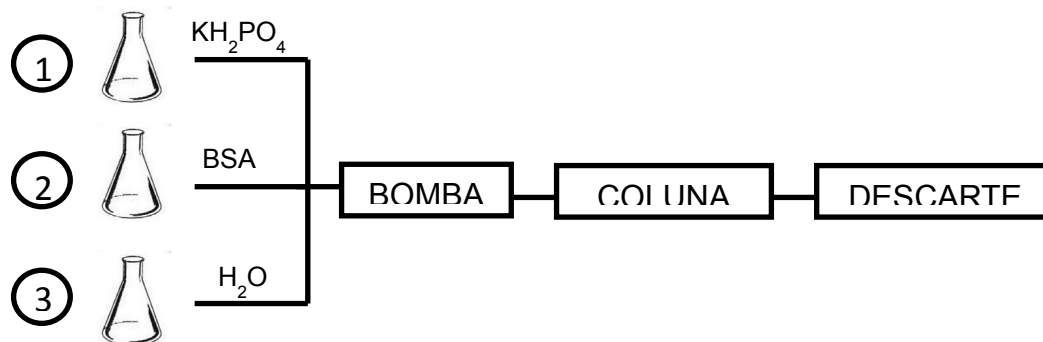 1
KH₂PO₄
2
BSA
BOMBA
COLUNA
DESCARTE
3
H₂O